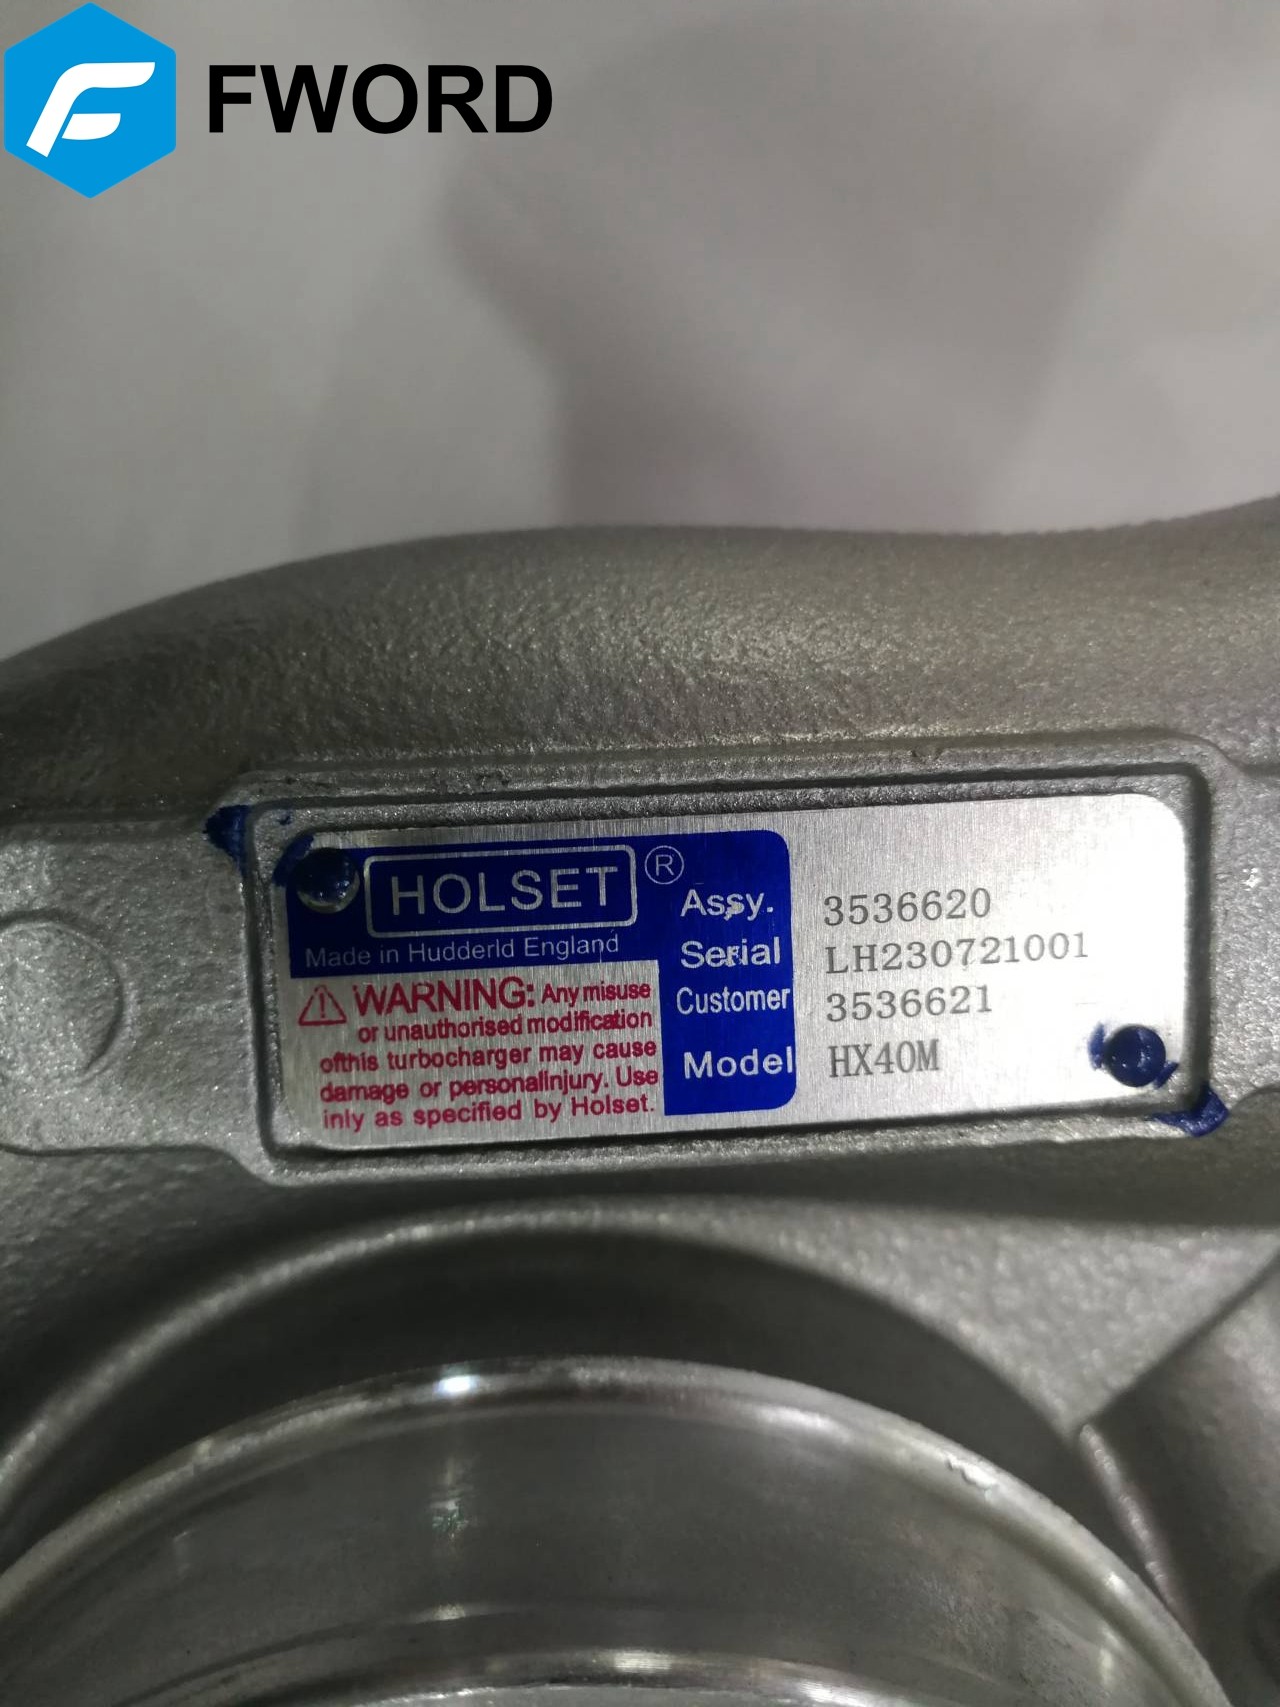 FWORD
HOLSET ®
Made in Hudderld England
WARNING: Any misuse
or unauthorised modification
ofthis turbocharger may cause
damage or personalinjury. Use
inly as specified by Holset.
Assy. 3536620
Serial LH230721001
Customer 3536621
Model HX40M